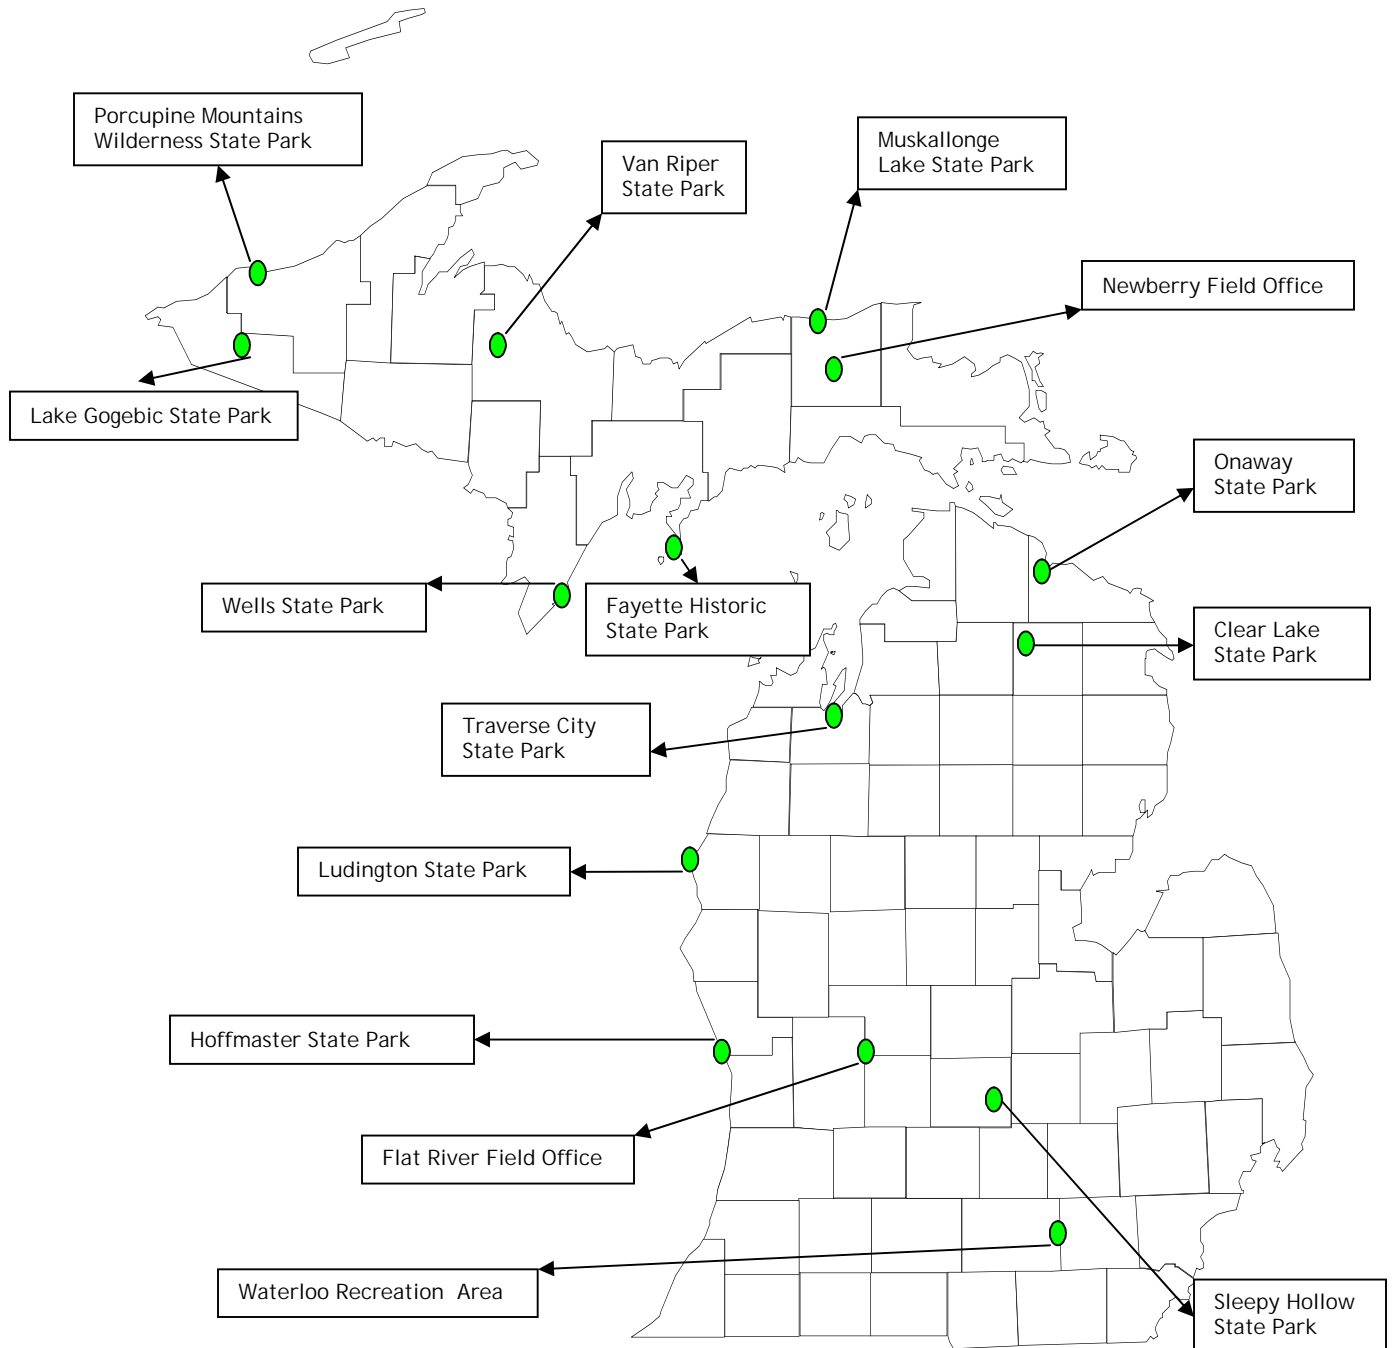 Porcupine Mountains
Wilderness State Park
Muskallonge
Lake State Park
Van Riper
State Park
Newberry Field Office
Lake Gogebic State Park
Onaway
State Park
Wells State Park
Fayette Historic
State Park
Clear Lake
State Park
Traverse City
State Park
Ludington State Park
Hoffmaster State Park
Flat River Field Office
Waterloo Recreation  Area
Sleepy Hollow
State Park